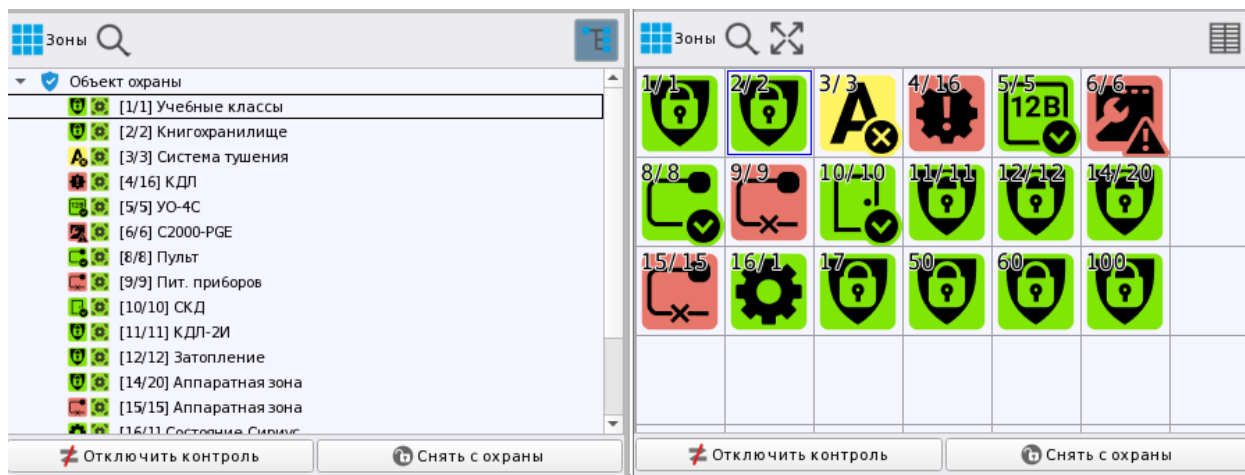 Зоны
Объект охраны
[1/1] Учебные классы
[2/2] Книгохранилище
[3/3] Система тушения
[4/16] КДЛ
[5/5] УО-4С
[6/6] С2000-PGE
[8/8] Пульт
[9/9] Пит. приборов
[10/10] СКД
[11/11] КДЛ-2И
[12/12] Затопление
[14/20] Аппаратная зона
[15/15] Аппаратная зона
[16/1] Состояние Сириус
Отключить контроль Снять с охраны
Зоны
1/1 2/2 3/3 4/16 5/5 6/6
A 12В
8/8 9/9 10/10 11/11 12/12 14/20
15/15 16/1 17 50 60 100
Отключить контроль Снять с охраны